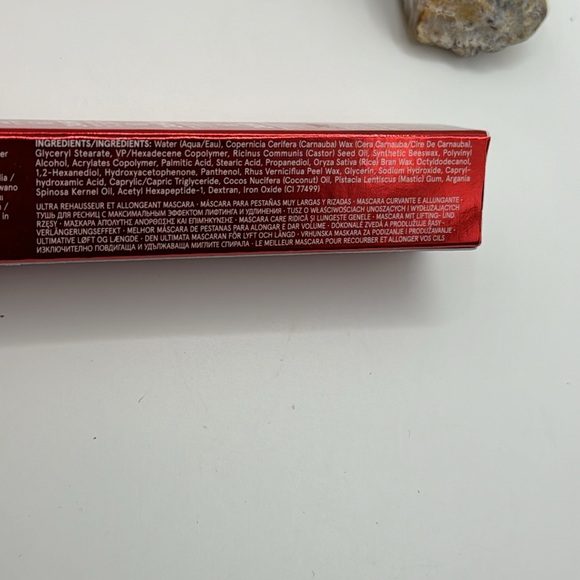 INGREDIENTS/INGREDIENTS: Water (Aqua/Eau), Copernicia Cerifera (Carnauba) Wax (Cera Carnauba/Cire De Carnauba),
Glyceryl Stearate, VP/Hexadecene Copolymer, Ricinus Communis (Castor) Seed Oil, Synthetic Beeswax, Polyvinyl
Alcohol, Acrylates Copolymer, Palmitic Acid, Stearic Acid, Propanediol, Oryza Sativa (Rice) Bran Wax, Octyldodecanol,
1,2-Hexanediol, Hydroxyacetophenone, Panthenol, Rhus Verniciflua Peel Wax, Glycerin, Sodium Hydroxide, Capryl-
hydroxamic Acid, Caprylic/Capric Triglyceride, Cocos Nucifera (Coconut) Oil, Pistacia Lentiscus (Mastic) Gum, Argania
Spinosa Kernel Oil, Acetyl Hexapeptide-1, Dextran, Iron Oxide (CI 77499)
ULTRA REHAUSSEUR ET ALLONGEANT MASCARA • MÁSCARA PARA PESTAÑAS MUY LARGAS Y RIZADAS • MASCARA CURVANTE E ALLUNGANTE •
ТУШЬ ДЛЯ РЕСНИЦ С МАКСИМАЛЬНЫМ ЭФФЕКТОМ ЛИФТИНГА И УДЛИНЕНИЯ • TUSZ O WŁAŚCIWOŚCIACH UNOSZĄCYCH I WYDŁUŻAJĄCYCH
RZĘSY • ΜΑΣΚΑΡΑ ΑΠΟΛΥΤΗΣ ΑΝΟΡΘΩΣΗΣ ΚΑΙ ΕΠΙΜΗΚΥΝΣΗΣ • MASCARA CARE RIDICĂ ȘI LUNGEȘTE GENELE • MASCARA MIT LIFTING- UND
VERLÄNGERUNGSEFFEKT • MELHOR MÁSCARA DE PESTANAS PARA ALONGAR E DAR VOLUME • DOKONALE ZVEDÁ A PRODLUŽUJE ŘASY •
ULTIMATIVE LØFT OG LÆNGDE • DEN ULTIMATA MASCARAN FÖR LYFT OCH LÄNGD • VRHUNSKA MASKARA ZA PODIZANJE I PRODUŽAVANJE •
ИЗКЛЮЧИТЕЛНО ПОВДИГАЩА И УДЪЛЖАВАЩА МИГЛИТЕ СПИРАЛА • LE MEILLEUR MASCARA POUR RECOURBER ET ALLONGER VOS CILS